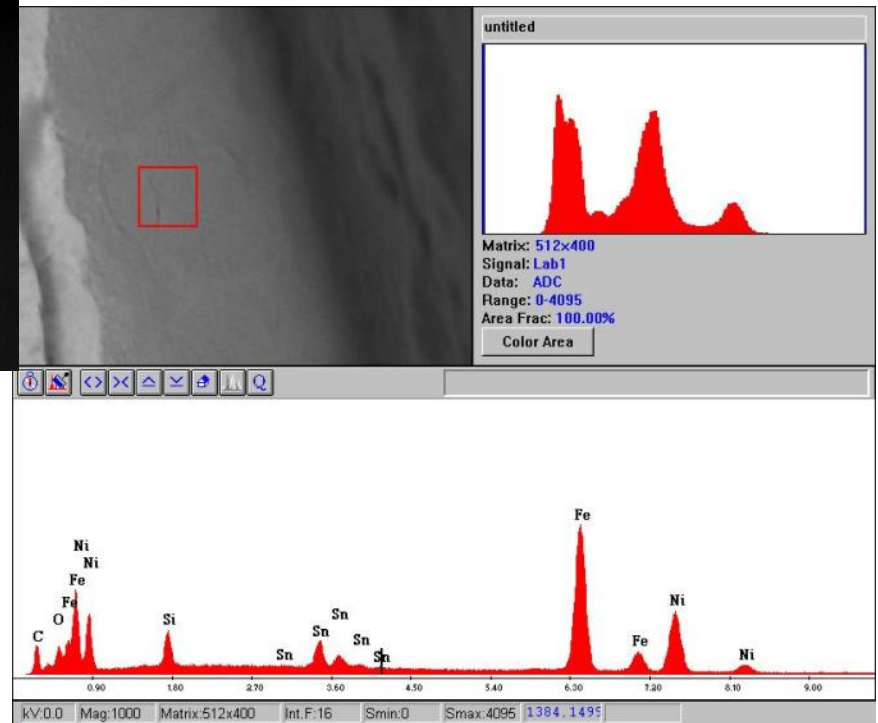 untitled
Matrix: 512×400
Signal: Lab1
Data: ADC
Range: 0-4095
Area Frac: 100.00%
Color Area
Q
Ni
Ni
Fe
Fe
O
C
Si
Sn
Sn
Sn
Sn
Sn
Fe
Fe
Ni
Ni
0.90 1.80 2.70 3.60 4.50 5.40 6.30 7.20 8.10 9.00
kV:0.0 Mag:1000 Matrix:512x400 Int.F:16 Smin:0 Smax:4095